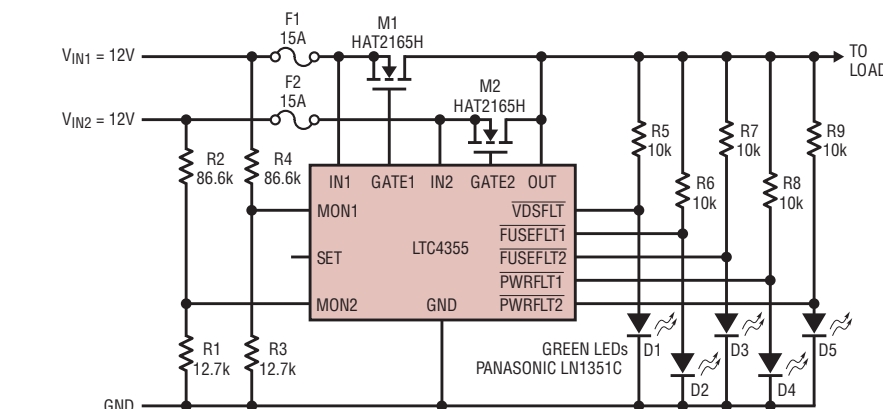 F1
15A
M1
HAT2165H
VIN1 = 12V
TO
LOAD
F2
15A
M2
HAT2165H
VIN2 = 12V
R2
86.6k
R4
86.6k
R5
10k
R7
10k
R9
10k
R6
10k
R8
10k
IN1 GATE1 IN2 GATE2 OUT
MON1
VDSFLT
FUSEFLT1
SET
LTC4355
FUSEFLT2
PWRFLT1
MON2
GND
PWRFLT2
R1
12.7k
R3
12.7k
GREEN LEDs
PANASONIC LN1351C
D1
D3
D5
D2
D4
GND